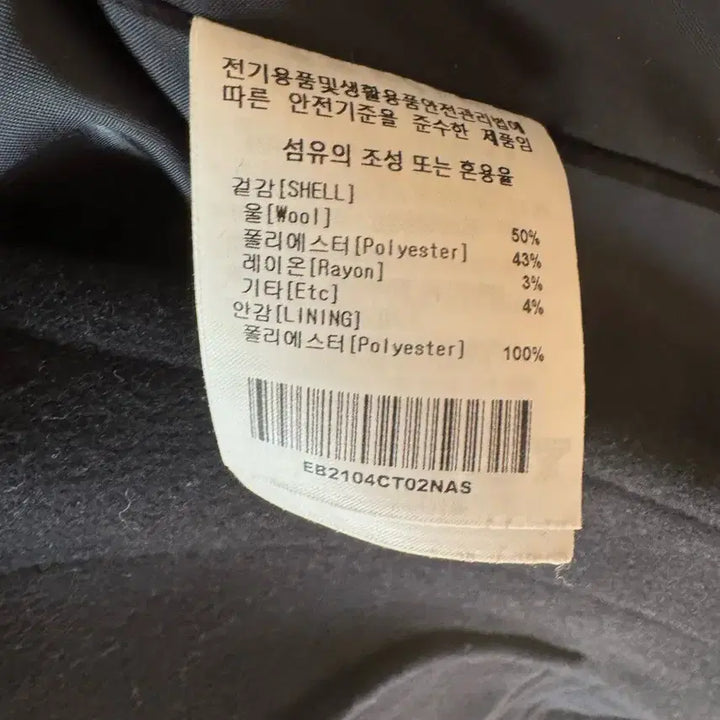 전기용품및생활용품안전관리법에
따른 안전기준을 준수한 제품임
섬유의 조성 또는 혼용율
겉감[SHELL]
울[Wool] 50%
폴리에스터[Polyester] 43%
레이온[Rayon] 3%
기타[Etc] 4%
안감[LINING]
폴리에스터[Polyester] 100%
EB2104CT02NAS